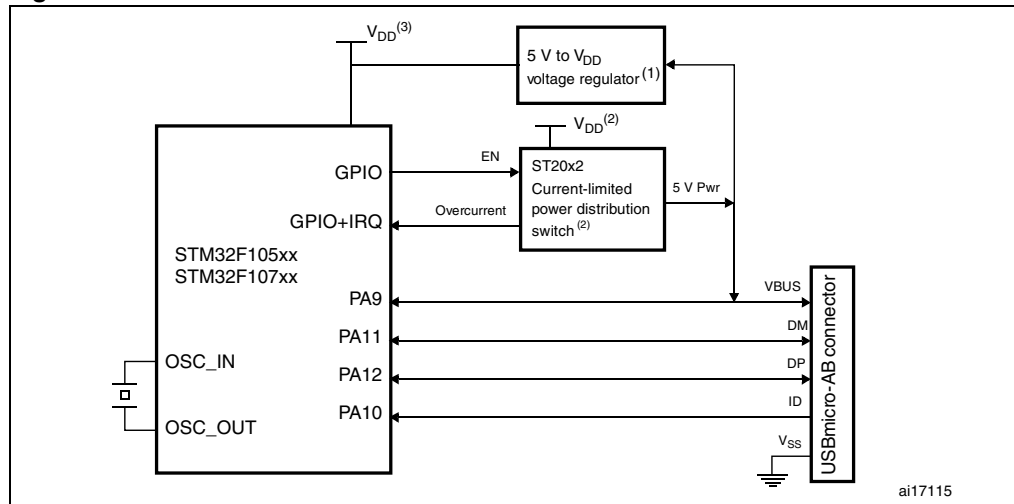 V_DD(3)
5 V to V_DD
voltage regulator(1)
V_DD(2)
GPIO
EN
ST20x2
Current-limited
power distribution
switch(2)
5 V Pwr
GPIO+IRQ
Overcurrent
STM32F105xx
STM32F107xx
PA9
VBUS
PA11
DM
OSC_IN
PA12
DP
PA10
ID
OSC_OUT
V_SS
USBmicro-AB connector
ai17115